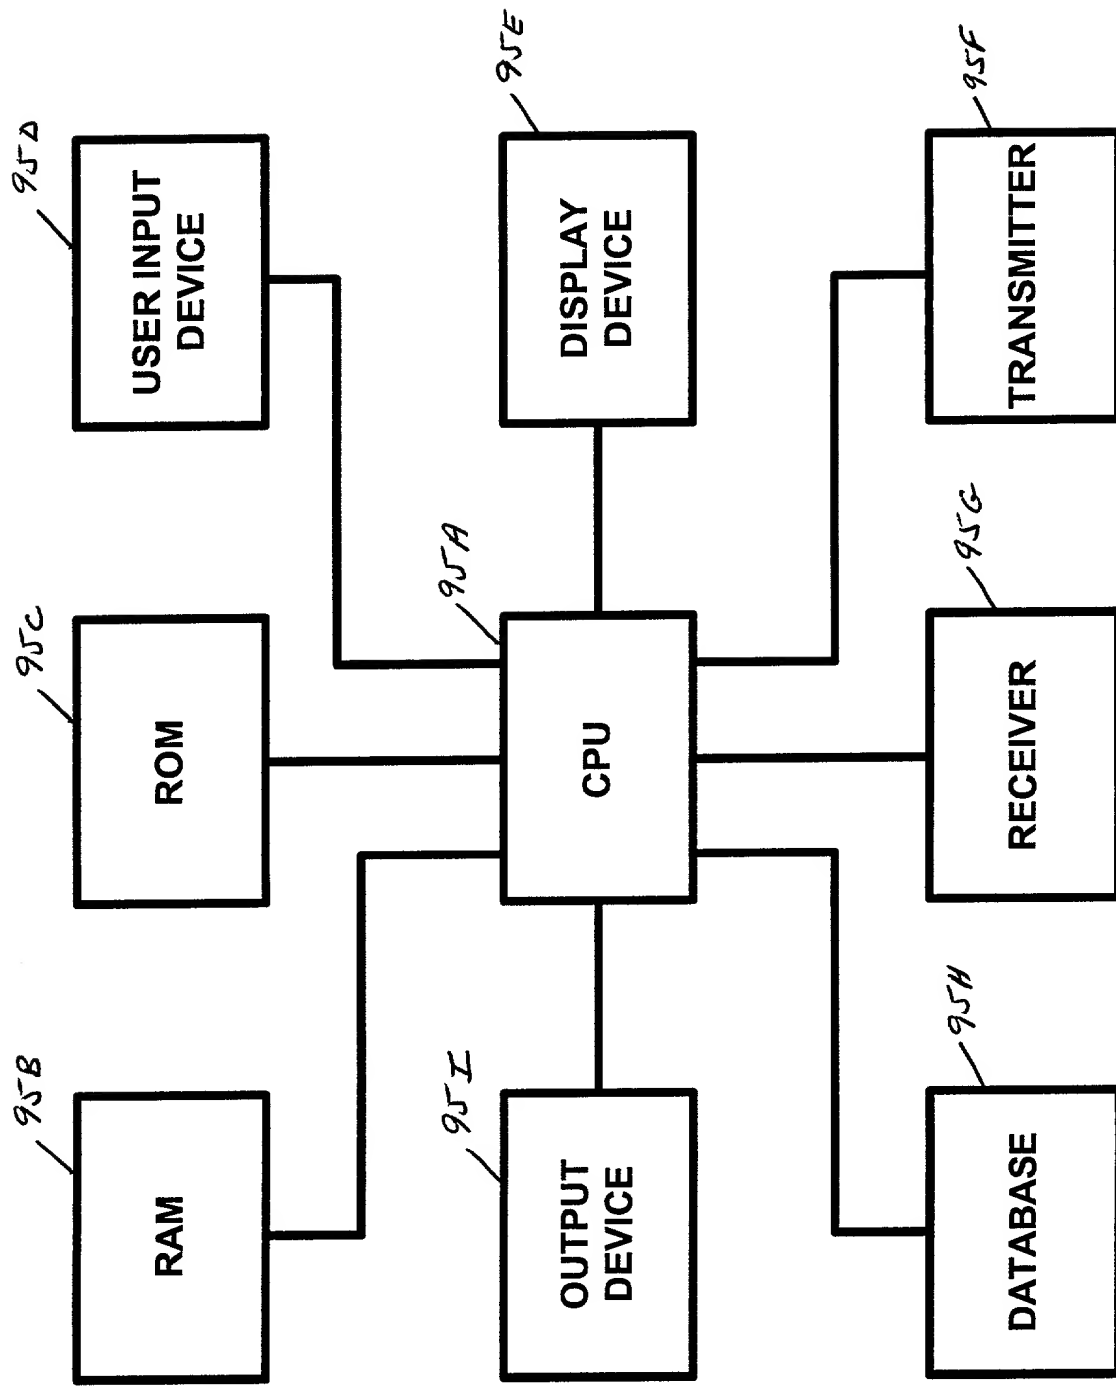 95B
RAM
95C
ROM
95D
USER INPUT
DEVICE
95I
OUTPUT
DEVICE
95A
CPU
95E
DISPLAY
DEVICE
95H
DATABASE
95G
RECEIVER
95F
TRANSMITTER